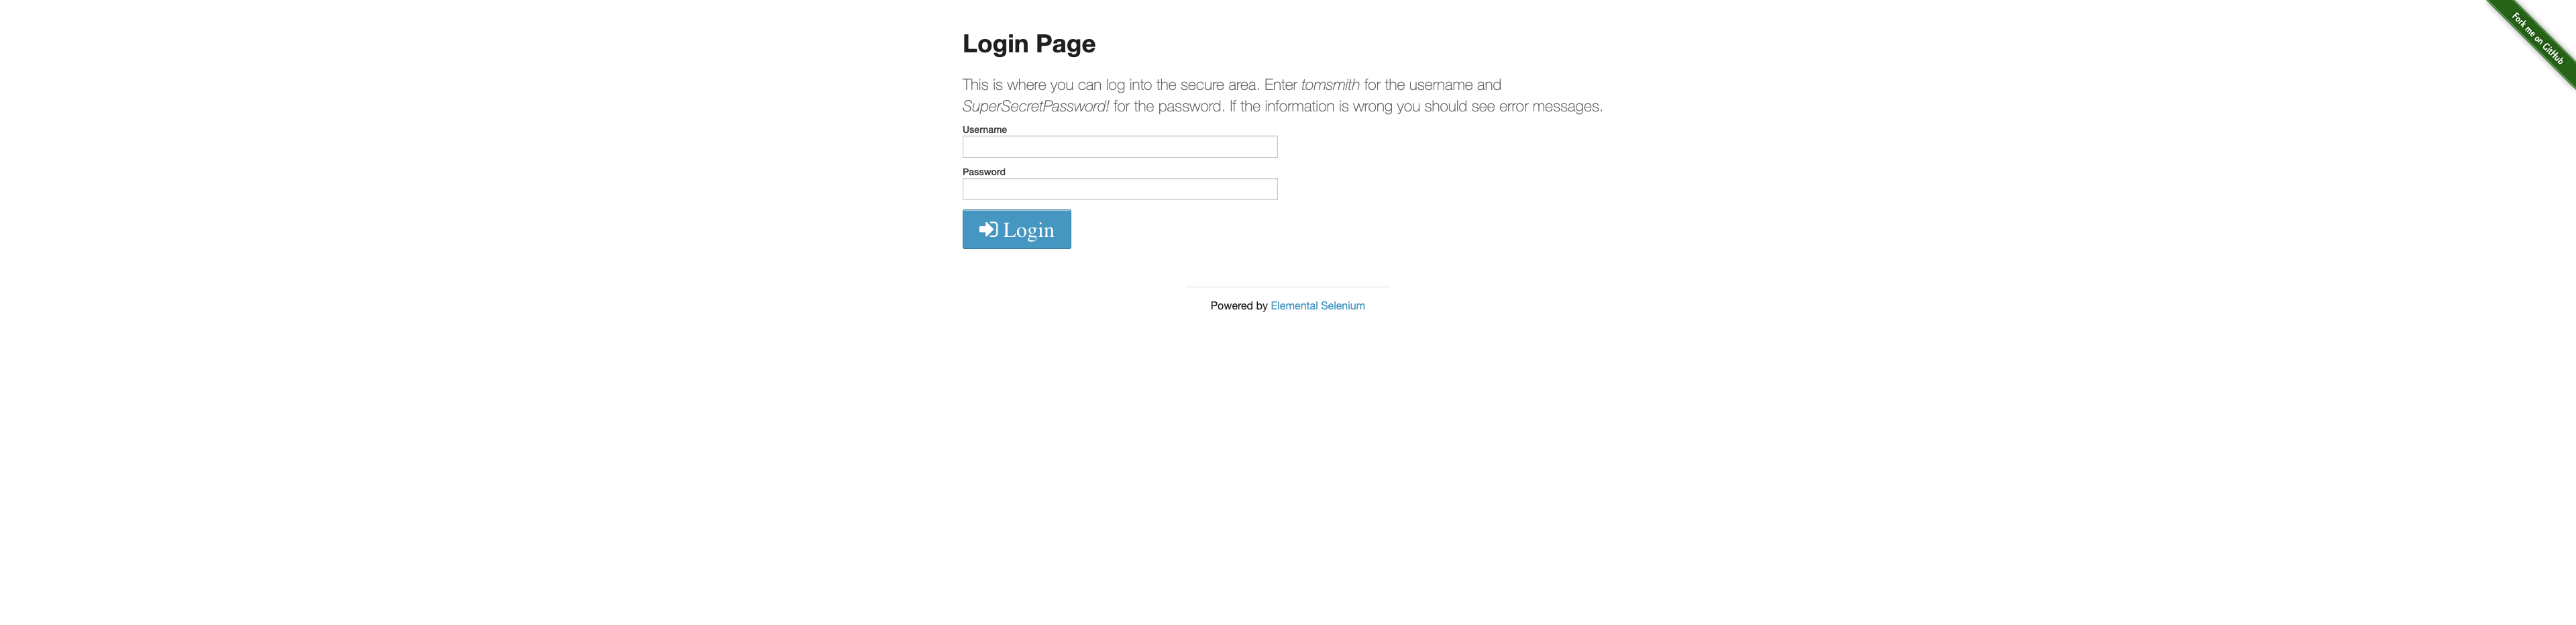 Fork me on GitHub
Login Page
This is where you can log into the secure area. Enter tomsmith for the username and
SuperSecretPassword! for the password. If the information is wrong you should see error messages.
Username
Password
Login
Powered by Elemental Selenium